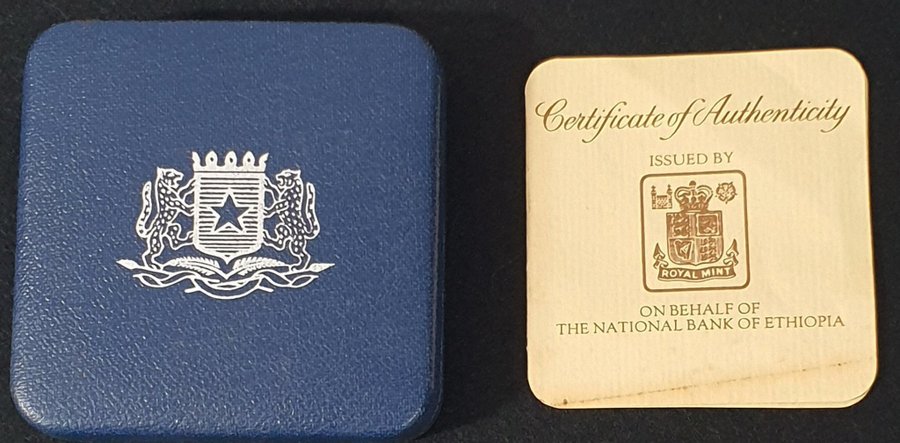 Certificate of Authenticity
ISSUED BY
ROYAL MINT
ON BEHALF OF
THE NATIONAL BANK OF ETHIOPIA